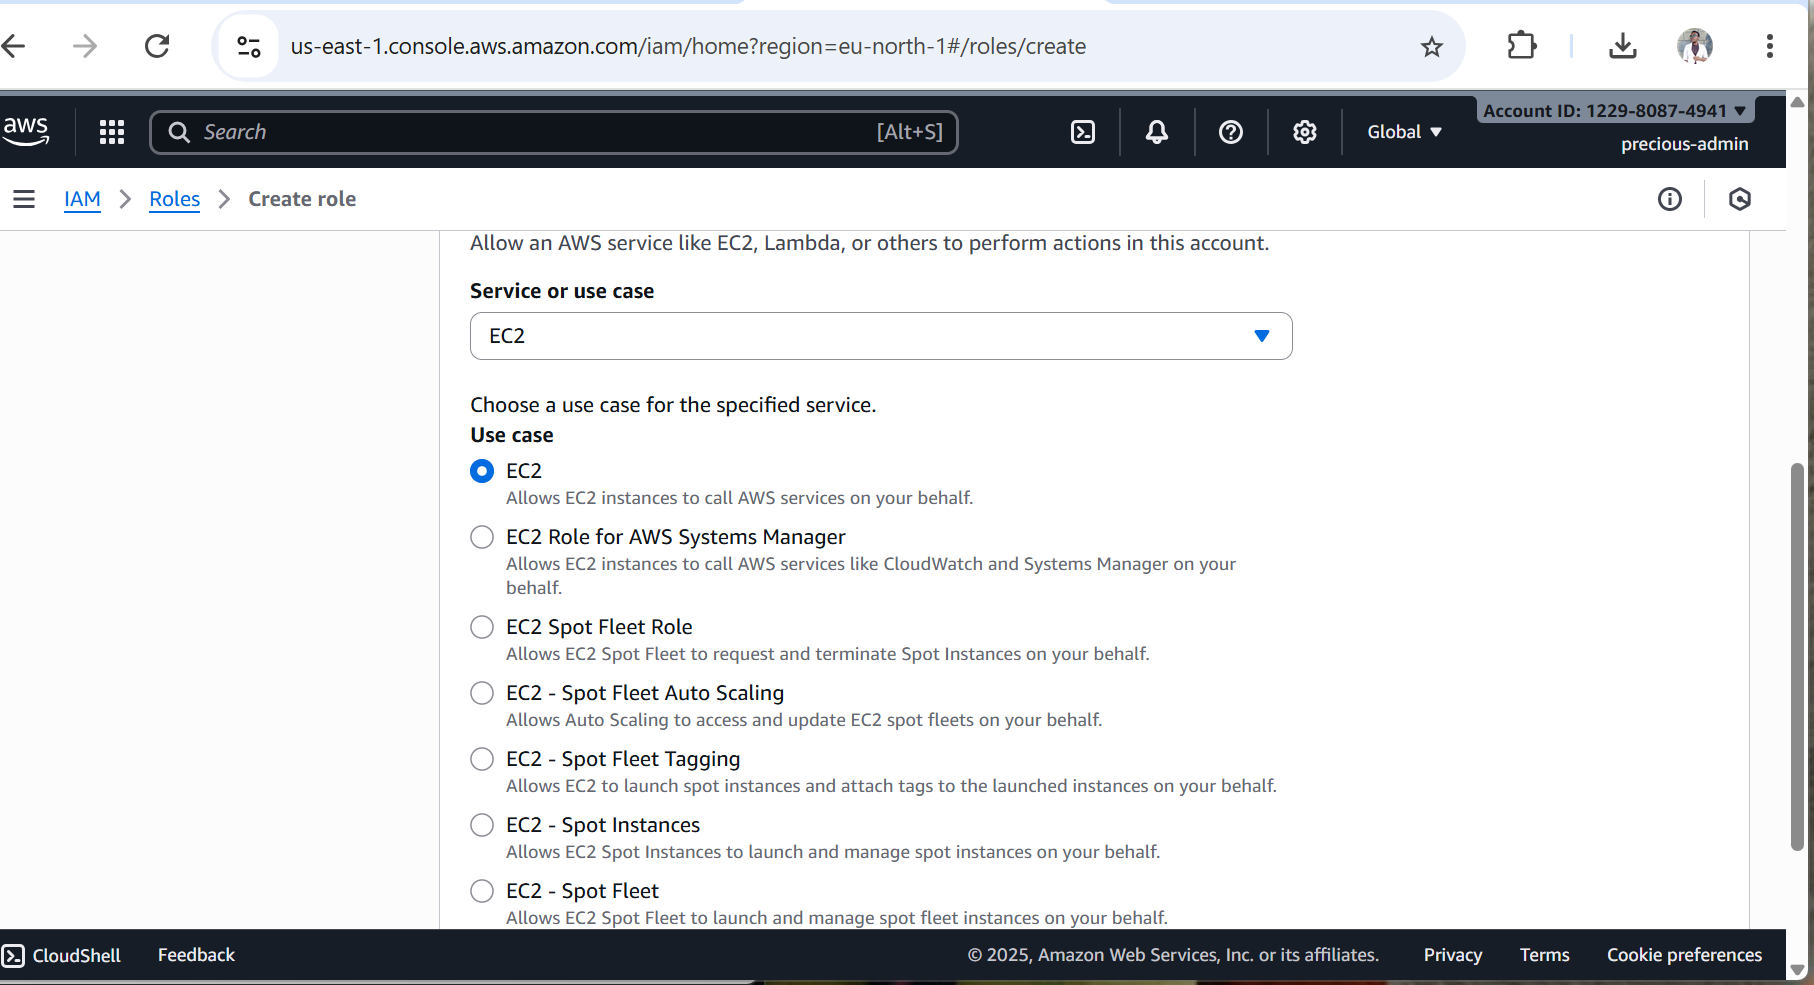 us-east-1.console.aws.amazon.com/iam/home?region=eu-north-1#/roles/create
aws
Search
[Alt+S]
Global
Account ID: 1229-8087-4941
precious-admin
IAM
Roles
Create role
Allow an AWS service like EC2, Lambda, or others to perform actions in this account.
Service or use case
EC2
Choose a use case for the specified service.
Use case
EC2
Allows EC2 instances to call AWS services on your behalf.
EC2 Role for AWS Systems Manager
Allows EC2 instances to call AWS services like CloudWatch and Systems Manager on your
behalf.
EC2 Spot Fleet Role
Allows EC2 Spot Fleet to request and terminate Spot Instances on your behalf.
EC2 - Spot Fleet Auto Scaling
Allows Auto Scaling to access and update EC2 spot fleets on your behalf.
EC2 - Spot Fleet Tagging
Allows EC2 to launch spot instances and attach tags to the launched instances on your behalf.
EC2 - Spot Instances
Allows EC2 Spot Instances to launch and manage spot instances on your behalf.
EC2 - Spot Fleet
Allows EC2 Spot Fleet to launch and manage spot fleet instances on your behalf.
CloudShell
Feedback
© 2025, Amazon Web Services, Inc. or its affiliates.
Privacy
Terms
Cookie preferences